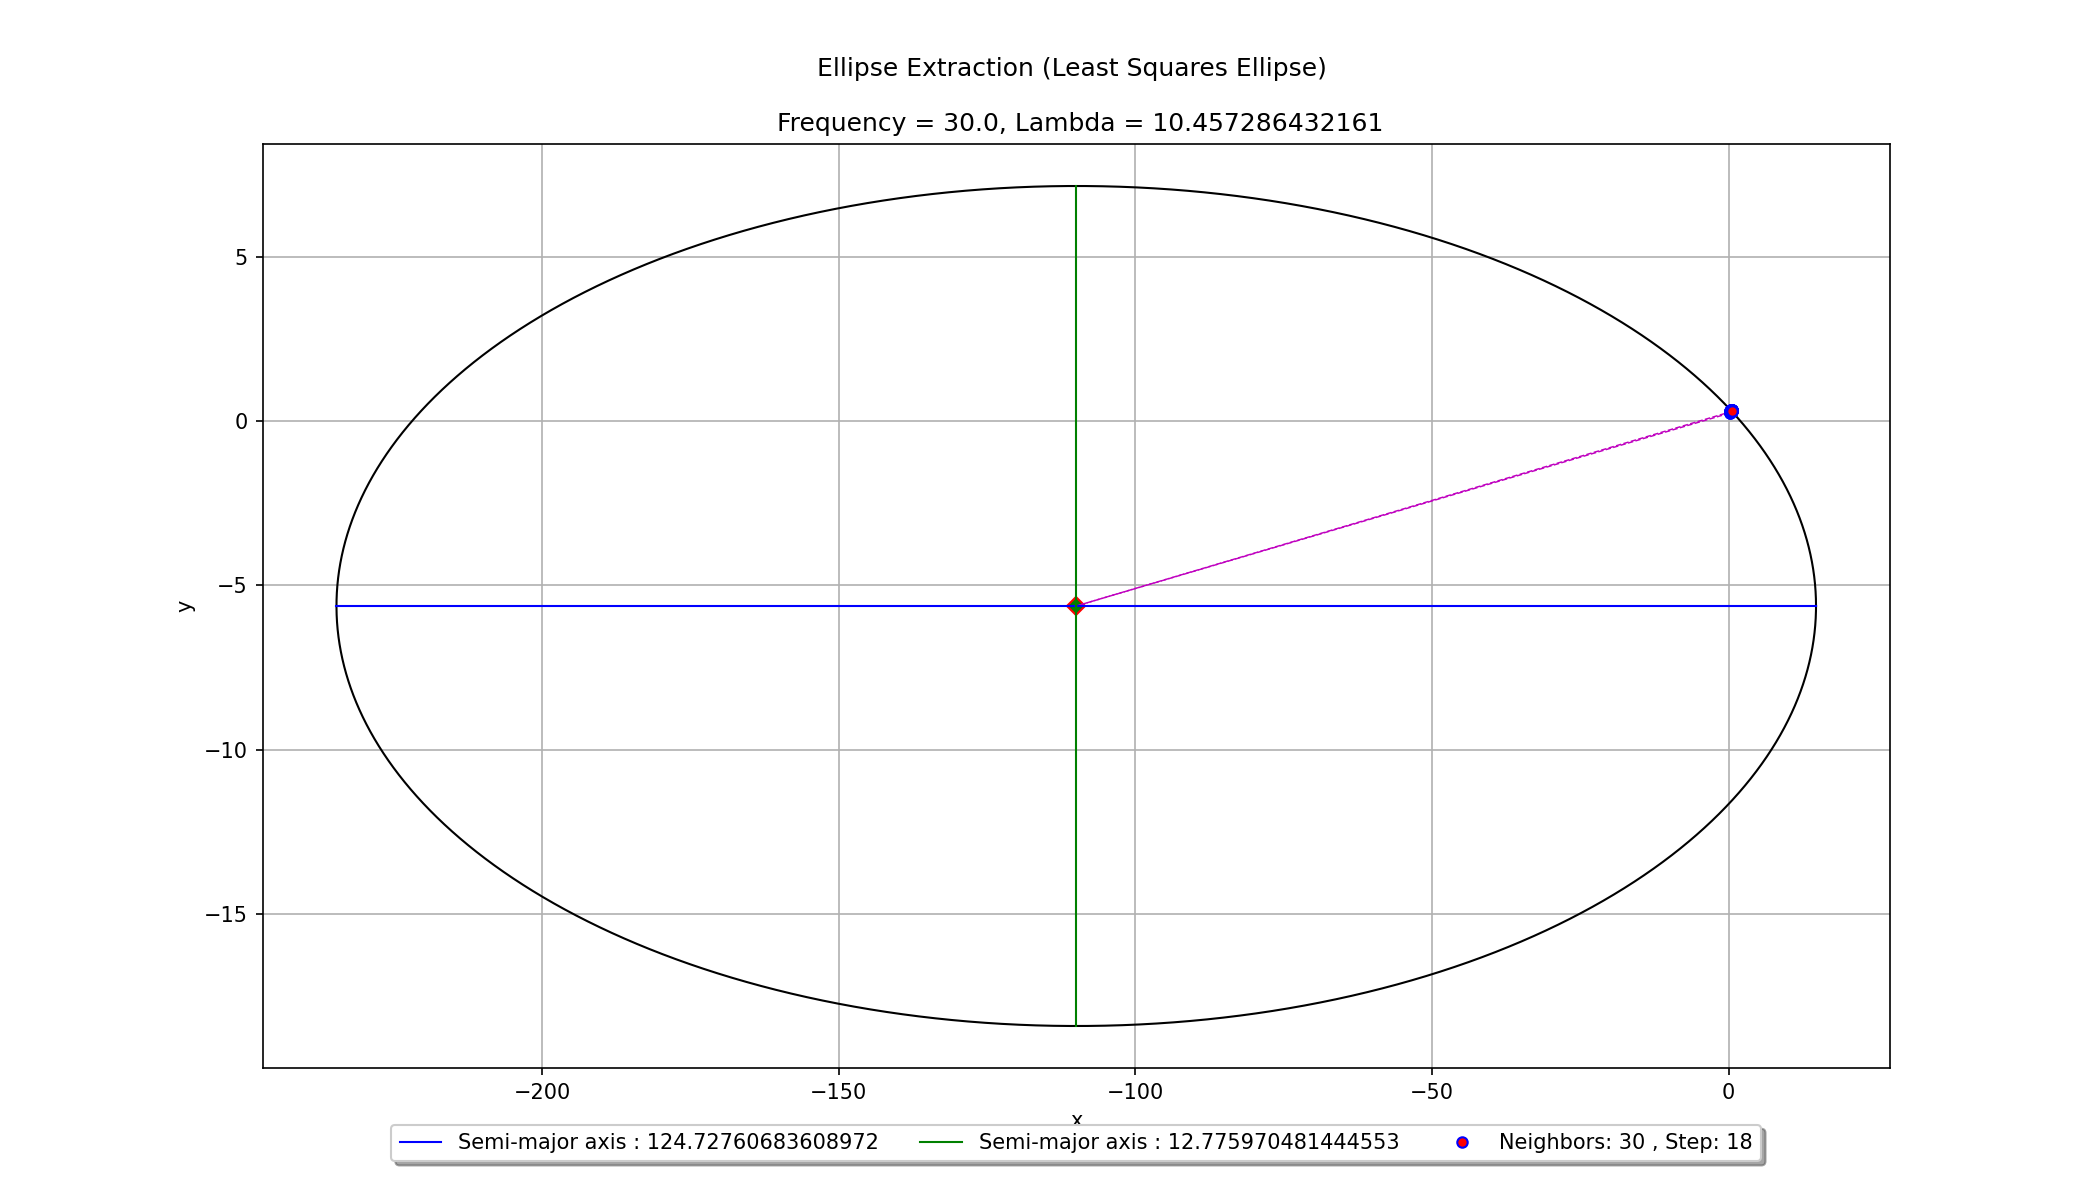 Ellipse Extraction (Least Squares Ellipse)
Frequency = 30.0, Lambda = 10.457286432161
5
0
−5
−10
−15
y
−200 −150 −100 −50 0
x
Semi-major axis : 124.72760683608972 Semi-major axis : 12.775970481444553 Neighbors: 30 , Step: 18